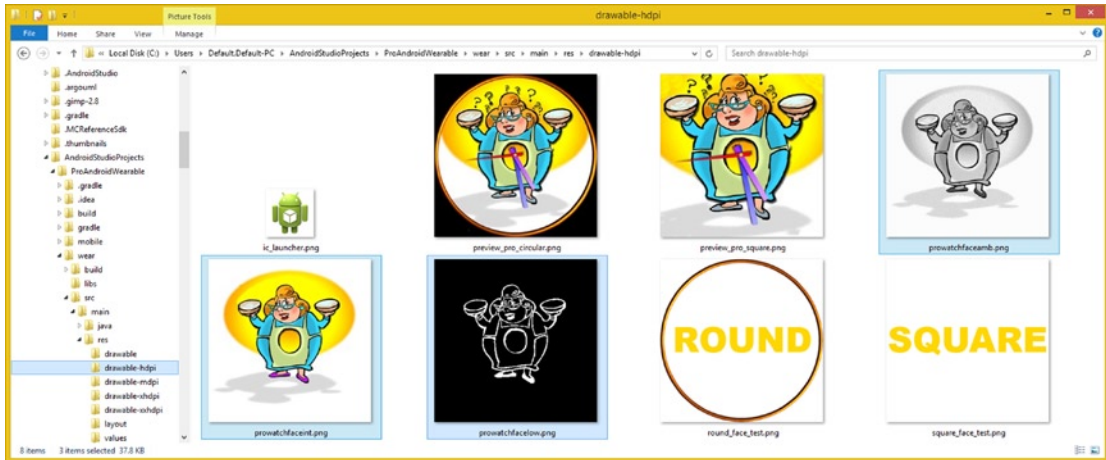 Picture Tools
drawable-hdpi
File Home Share View Manage
« Local Disk (C:) ▸ Users ▸ Default.Default-PC ▸ AndroidStudioProjects ▸ ProAndroidWearable ▸ wear ▸ src ▸ main ▸ res ▸ drawable-hdpi
Search drawable-hdpi
.AndroidStudio
.argouml
.gimp-2.8
.gradle
.MCReferenceSdk
.thumbnails
AndroidStudioProjects
ProAndroidWearable
.gradle
.idea
build
gradle
mobile
wear
build
libs
src
main
java
res
drawable
drawable-hdpi
drawable-mdpi
drawable-xhdpi
drawable-xxhdpi
layout
values
? ? ? ?
? ? ? ?
ic_launcher.png
preview_pro_circular.png
preview_pro_square.png
prowatchfaceamb.png
ROUND
SQUARE
prowatchfaceint.png
prowatchfacelow.png
round_face_test.png
square_face_test.png
8 items 3 items selected 37.8 KB